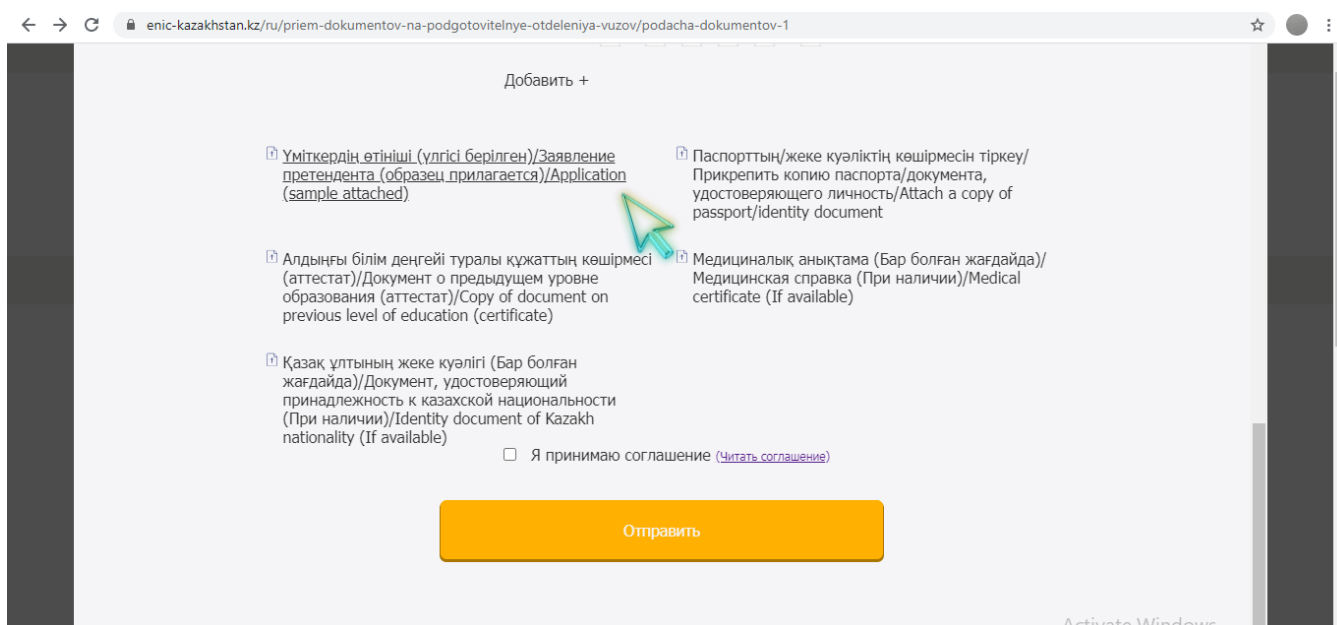 enic-kazakhstan.kz/ru/priem-dokumentov-na-podgotovitelnye-otdeleniya-vuzov/podacha-dokumentov-1
Добавить +
Үміткердің өтініші (үлгісі берілген)/Заявление
претендента (образец прилагается)/Application
(sample attached)
Паспорттың/жеке куәліктің көшірмесін тіркеу/
Прикрепить копию паспорта/документа,
удостоверяющего личность/Attach a copy of
passport/identity document
Алдыңғы білім деңгейі туралы құжаттың көшірмесі
(аттестат)/Документ о предыдущем уровне
образования (аттестат)/Copy of document on
previous level of education (certificate)
Медициналық анықтама (Бар болған жағдайда)/
Медицинская справка (При наличии)/Medical
certificate (If available)
Қазақ ұлтының жеке куәлігі (Бар болған
жағдайда)/Документ, удостоверяющий
принадлежность к казахской национальности
(При наличии)/Identity document of Kazakh
nationality (If available)
Я принимаю соглашение (Читать соглашение)
Отправить
Activate Windows